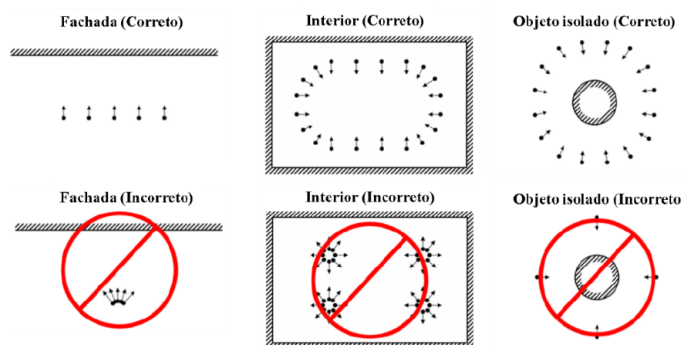 Fachada (Correto)
Interior (Correto)
Objeto isolado (Correto)
Fachada (Incorreto)
Interior (Incorreto)
Objeto isolado (Incorreto